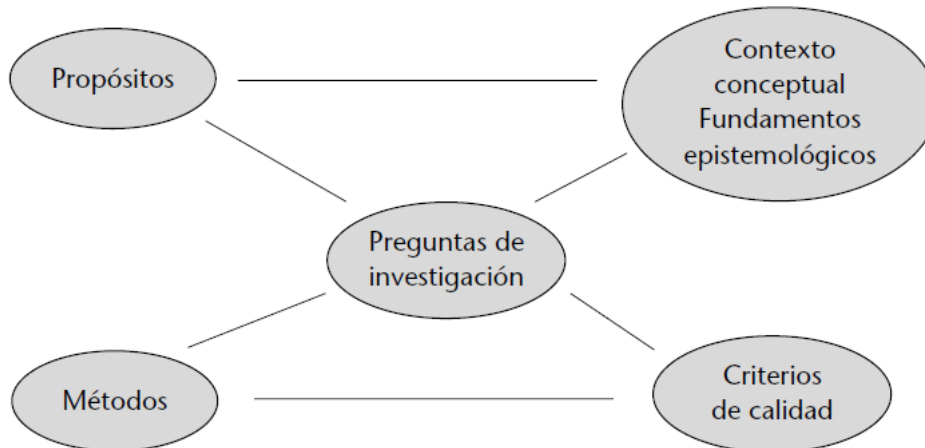 Propósitos
Contexto
conceptual
Fundamentos
epistemológicos
Preguntas de
investigación
Métodos
Criterios
de calidad